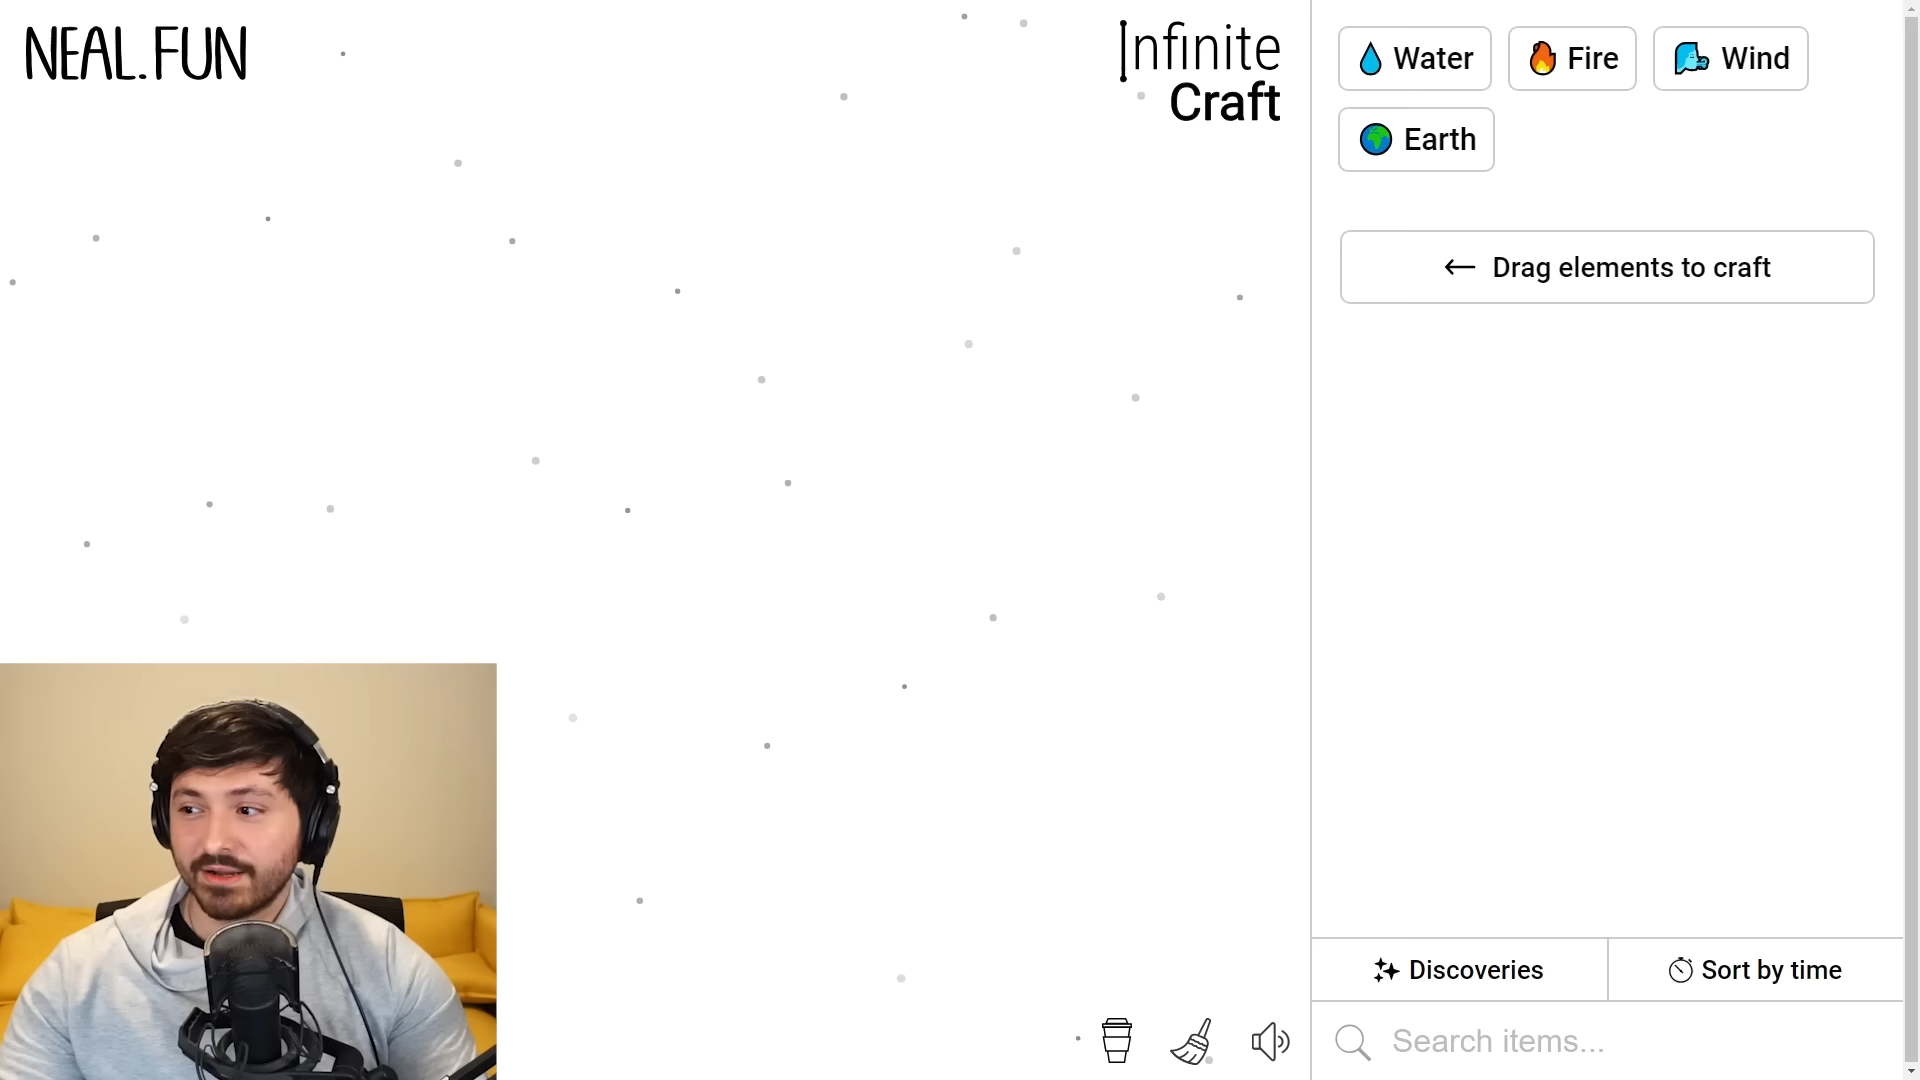 NEAL.FUN
Infinite
Craft
Water
Fire
Wind
Earth
← Drag elements to craft
Discoveries
Sort by time
Search items...